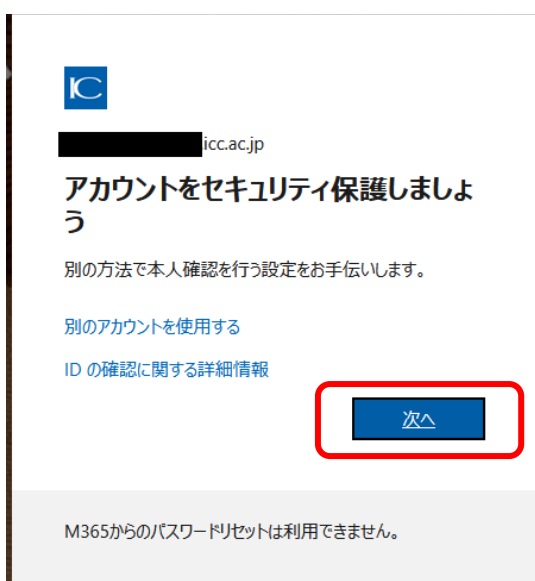 IC
icc.ac.jp
アカウントをセキュリティ保護しましょ
う
別の方法で本人確認を行う設定をお手伝いします。
別のアカウントを使用する
ID の確認に関する詳細情報
次へ
M365からのパスワードリセットは利用できません。